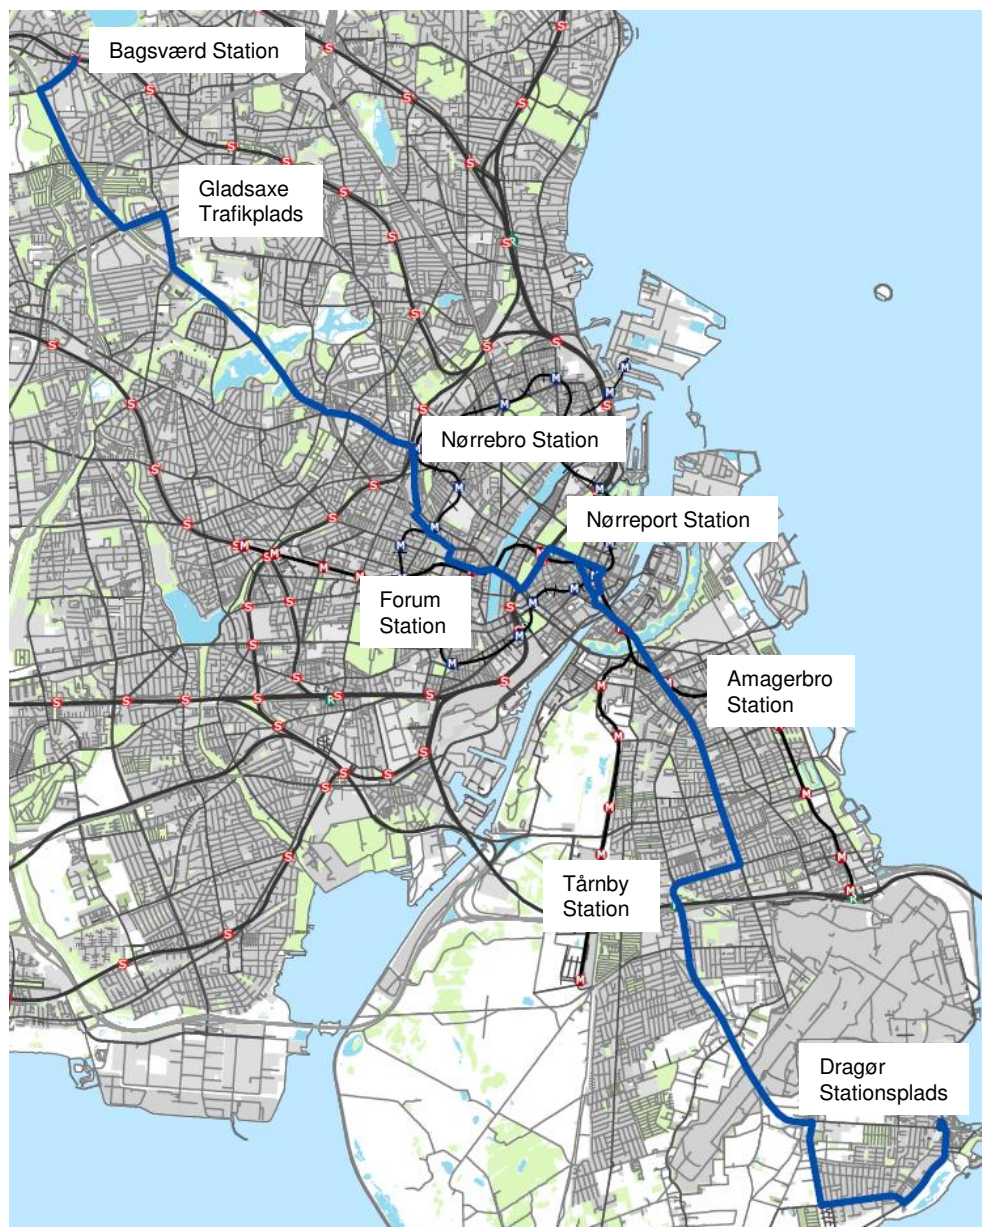 Bagsværd Station
Gladsaxe
Trafikplads
Nørrebro Station
Nørreport Station
Forum
Station
Amagerbro
Station
Tårnby
Station
Dragør
Stationsplads